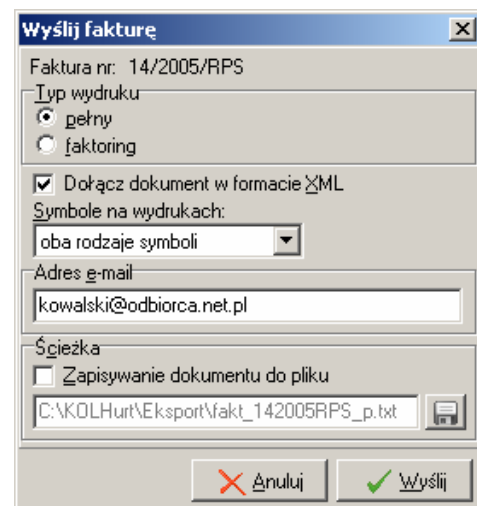 Wyślij fakturę
Faktura nr: 14/2005/RPS
Typ wydruku
pełny
faktoring
Dołącz dokument w formacie XML
Symbole na wydrukach:
oba rodzaje symboli
Adres e-mail
kowalski@odbiorca.net.pl
Ścieżka
Zapisywanie dokumentu do pliku
C:\KOLHurt\Eksport\fakt_142005RPS_p.txt
Anuluj Wyślij